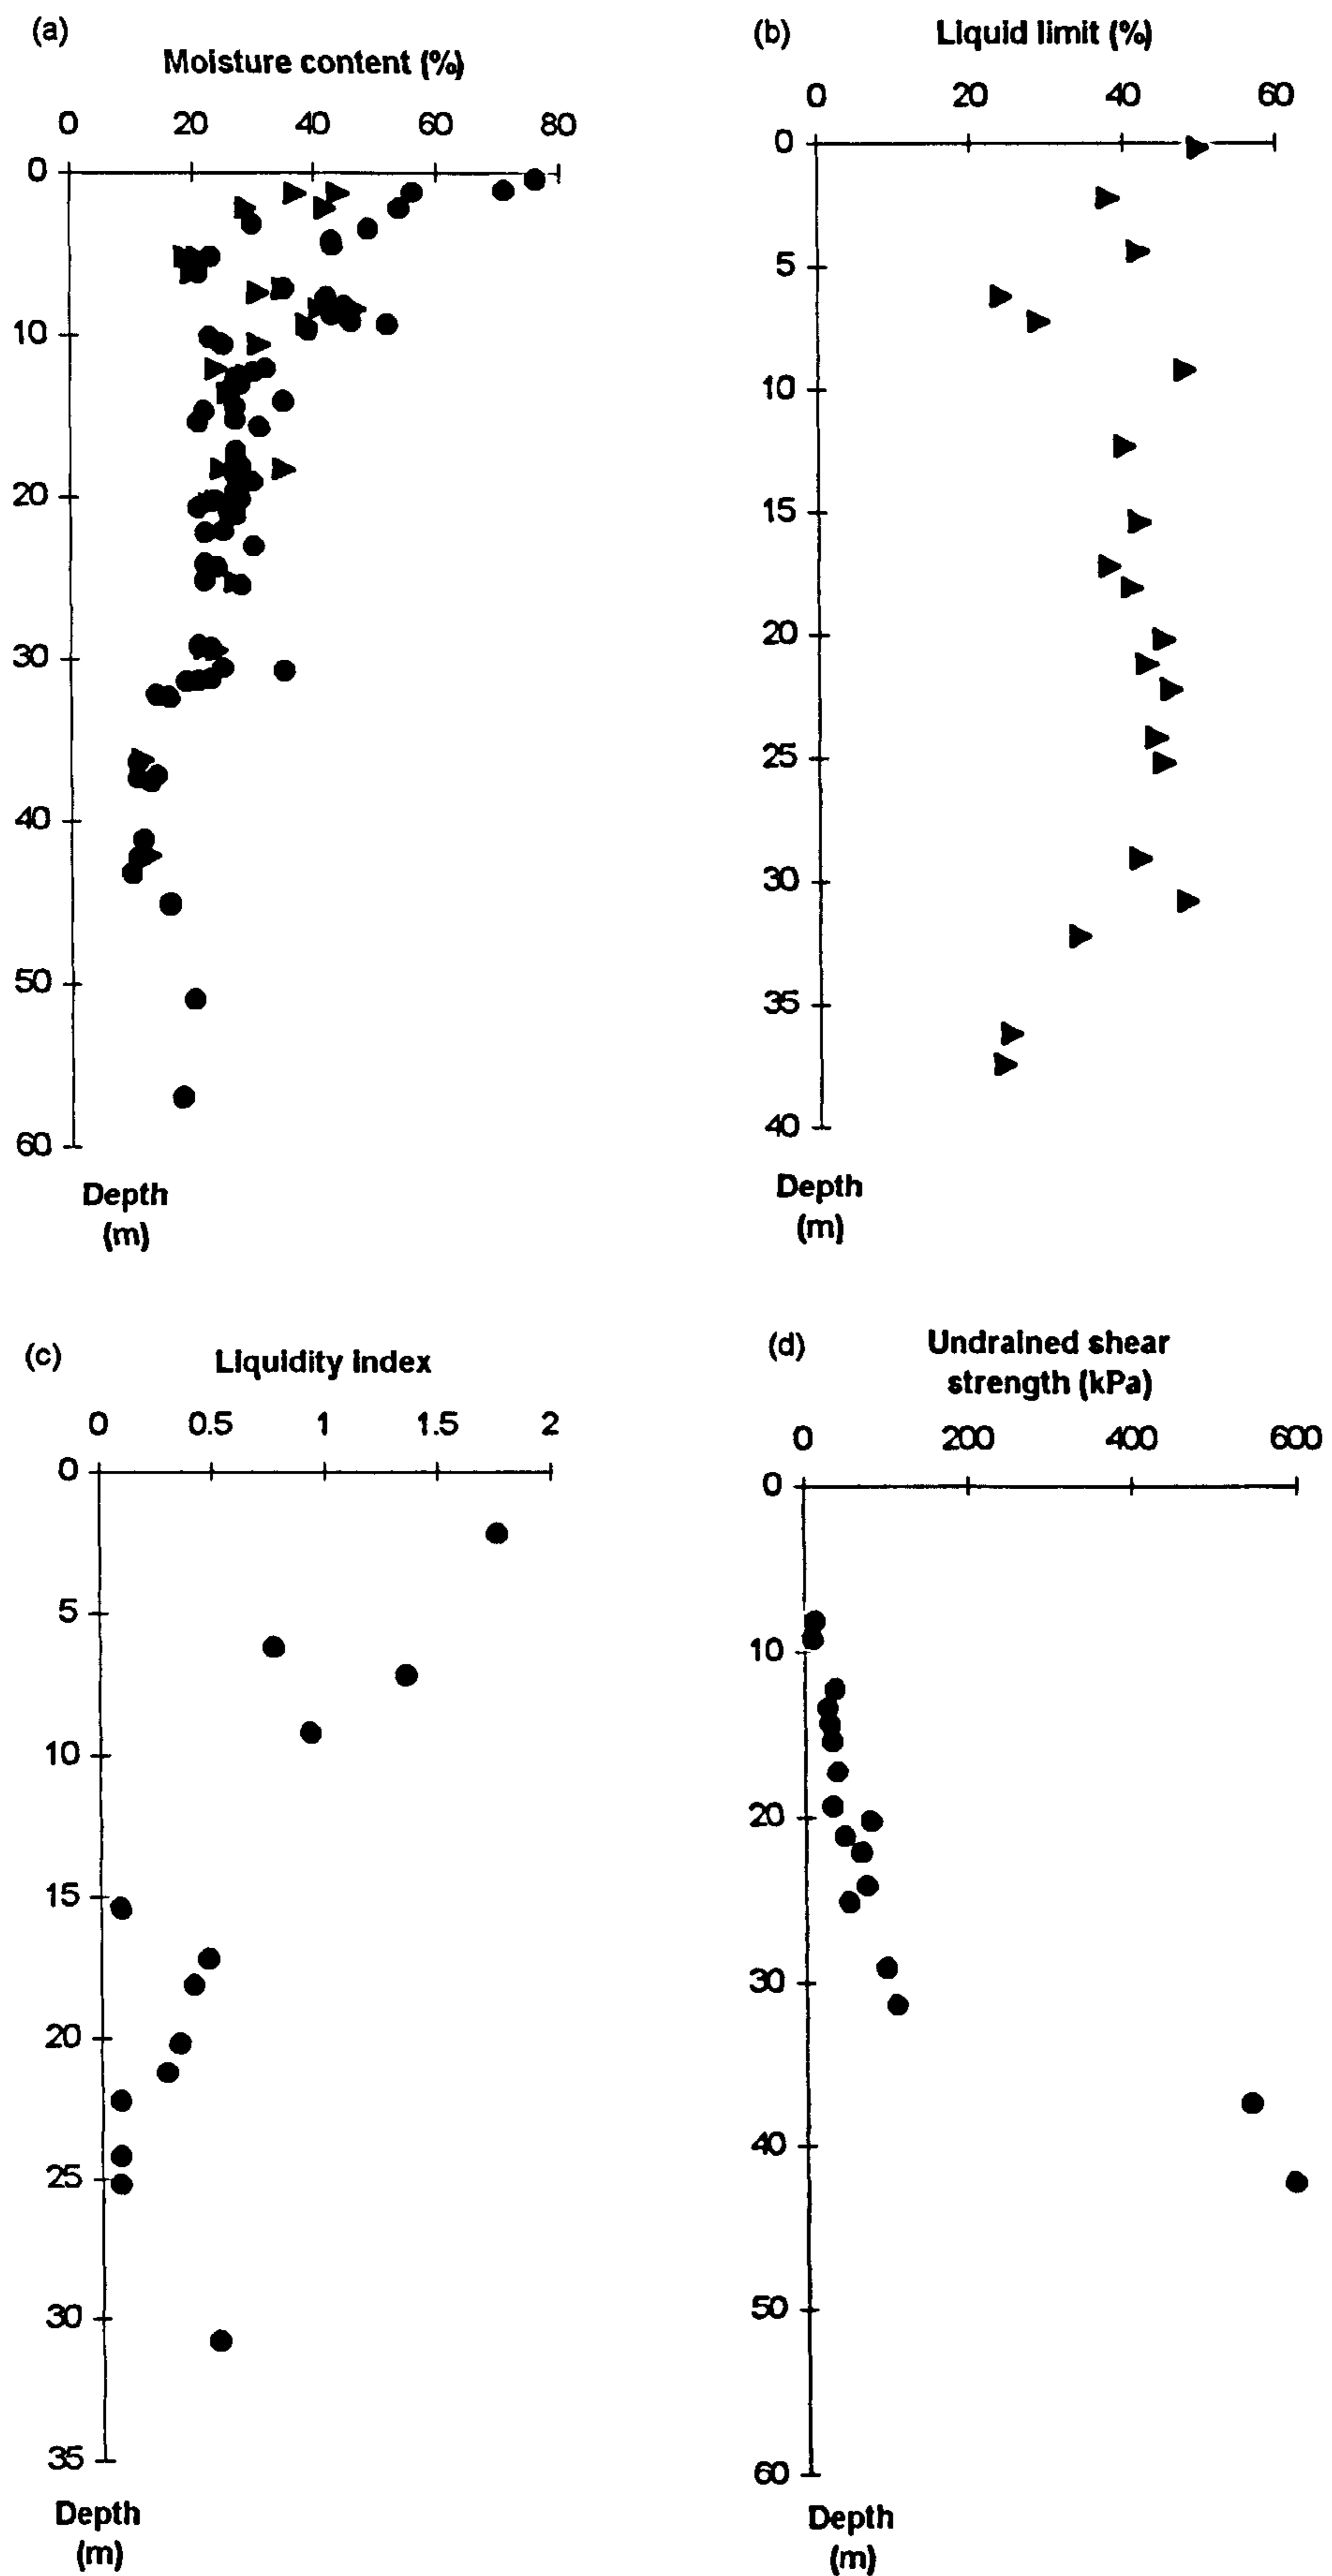 (a)
Moisture content (%)
0 20 40 60 80
0
10
20
30
40
50
60
Depth
(m)
(b)
Liquid limit (%)
0 20 40 60
0
5
10
15
20
25
30
35
40
Depth
(m)
(c)
Liquidity index
0 0.5 1 1.5 2
0
5
10
15
20
25
30
35
Depth
(m)
(d)
Undrained shear
strength (kPa)
0 200 400 600
0
10
20
30
40
50
60
Depth
(m)